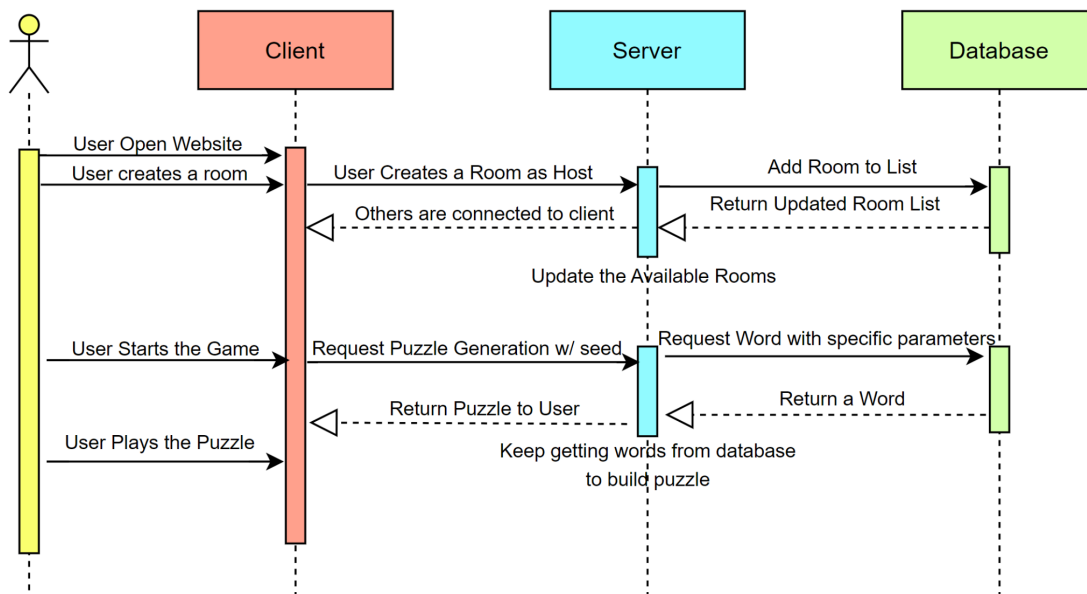 Client
Server
Database
User Open Website
User creates a room
User Creates a Room as Host
Add Room to List
Others are connected to client
Return Updated Room List
Update the Available Rooms
User Starts the Game
Request Puzzle Generation w/ seed
Request Word with specific parameters
Return Puzzle to User
Return a Word
User Plays the Puzzle
Keep getting words from database
to build puzzle